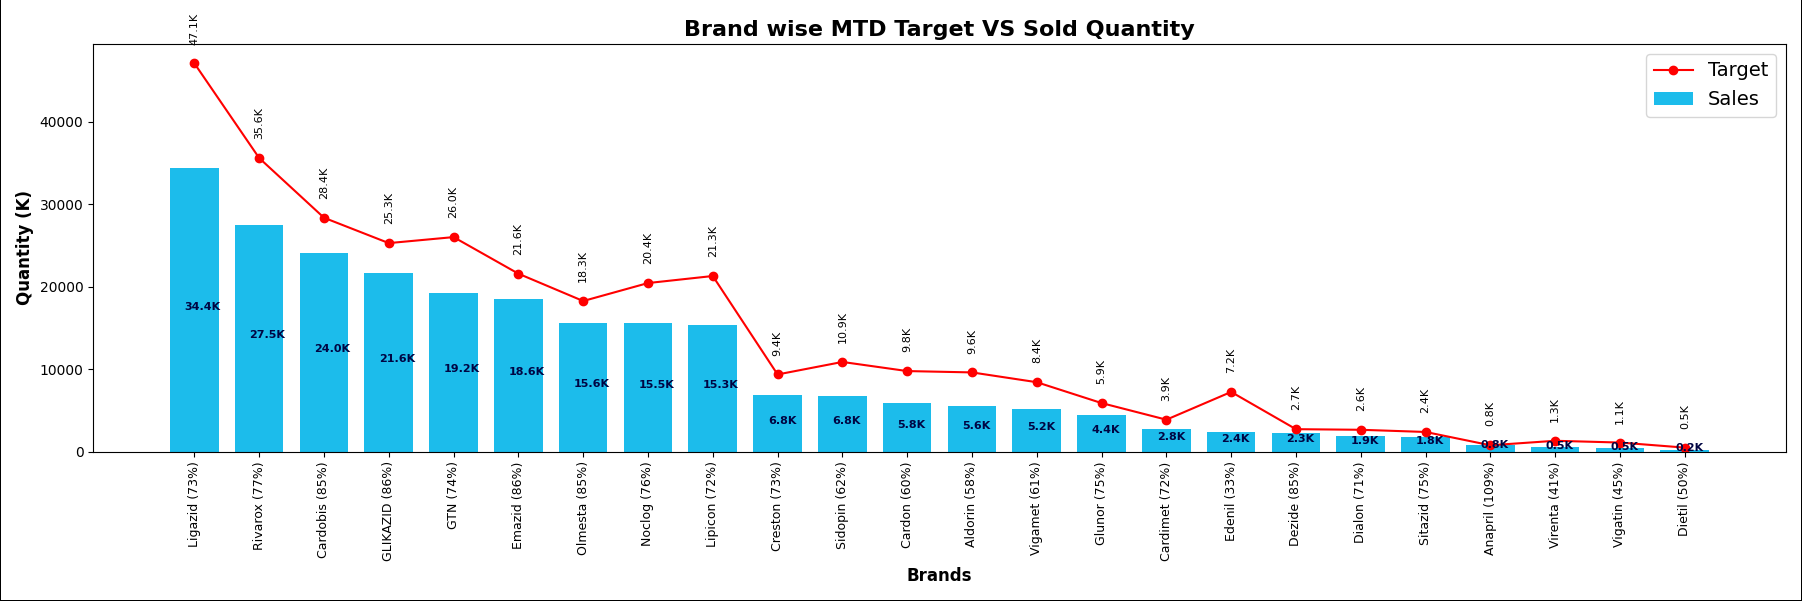 Brand wise MTD Target VS Sold Quantity
Target
Sales
Quantity (K)
40000
30000
20000
10000
0
47.1K
35.6K
28.4K
25.3K
26.0K
21.6K
18.3K
20.4K
21.3K
9.4K
10.9K
9.8K
9.6K
8.4K
5.9K
3.9K
7.2K
2.7K
2.6K
2.4K
0.8K
1.3K
1.1K
0.5K
34.4K
27.5K
24.0K
21.6K
19.2K
18.6K
15.6K
15.5K
15.3K
6.8K
6.8K
5.8K
5.6K
5.2K
4.4K
2.8K
2.4K
2.3K
1.9K
1.8K
0.8K
0.5K
0.5K
0.2K
Ligazid (73%)
Rivarox (77%)
Cardobis (85%)
GLIKAZID (86%)
GTN (74%)
Emazid (86%)
Olmesta (85%)
Noclog (76%)
Lipicon (72%)
Creston (73%)
Sidopin (62%)
Cardon (60%)
Aldorin (58%)
Vigamet (61%)
Glunor (75%)
Cardimet (72%)
Edenil (33%)
Dezide (85%)
Dialon (71%)
Sitazid (75%)
Anapril (109%)
Virenta (41%)
Vigatin (45%)
Dietil (50%)
Brands